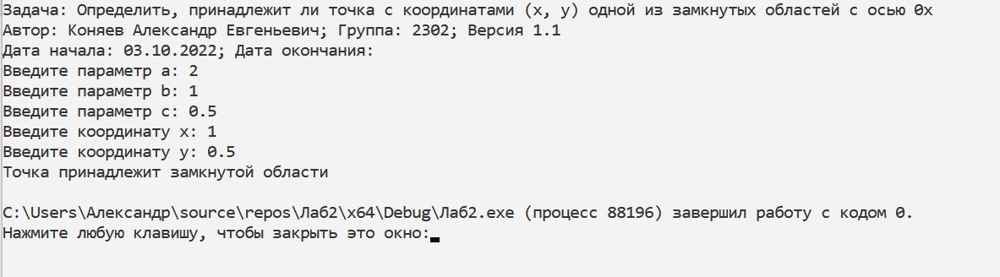 Задача: Определить, принадлежит ли точка с координатами (x, y) одной из замкнутых областей с осью 0x
Автор: Коняев Александр Евгеньевич; Группа: 2302; Версия 1.1
Дата начала: 03.10.2022; Дата окончания:
Введите параметр a: 2
Введите параметр b: 1
Введите параметр c: 0.5
Введите координату x: 1
Введите координату y: 0.5
Точка принадлежит замкнутой области
C:\Users\Александр\source\repos\Лаб2\x64\Debug\Лаб2.exe (процесс 88196) завершил работу с кодом 0.
Нажмите любую клавишу, чтобы закрыть это окно: